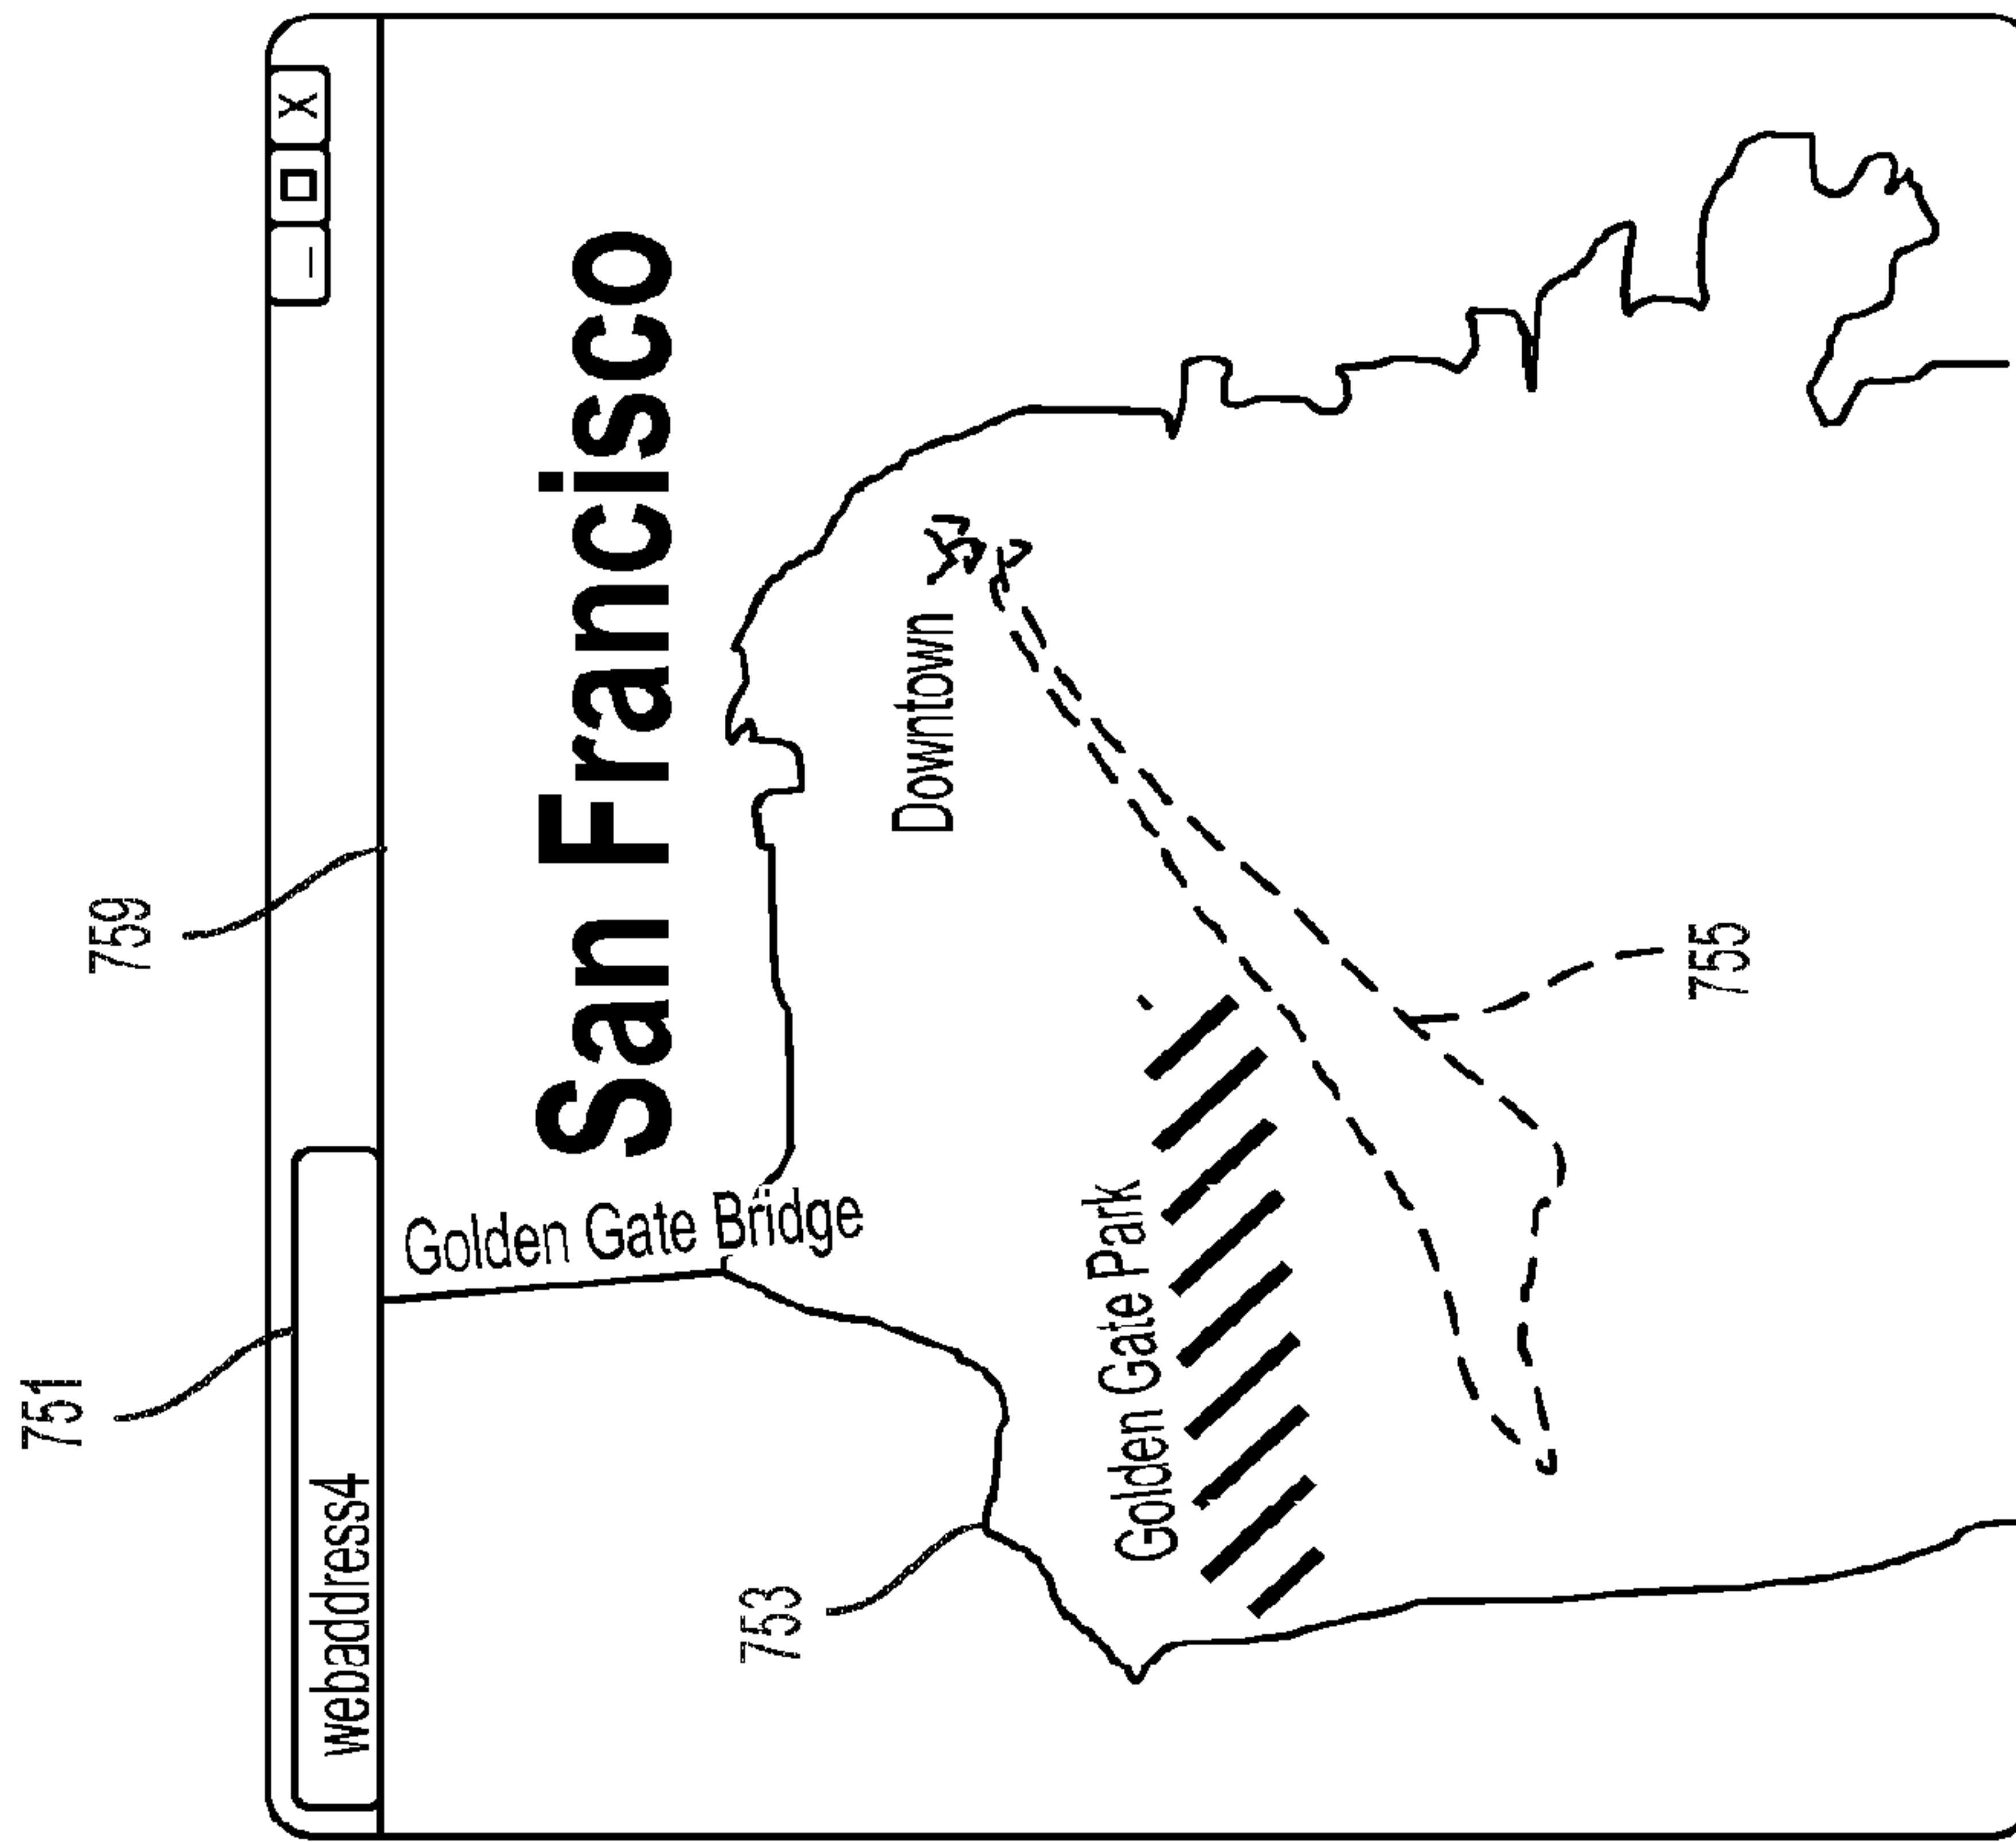 751
759
webaddress4
_ □ X
San Francisco
Golden Gate Bridge
753
Downtown
Golden Gate Park
755